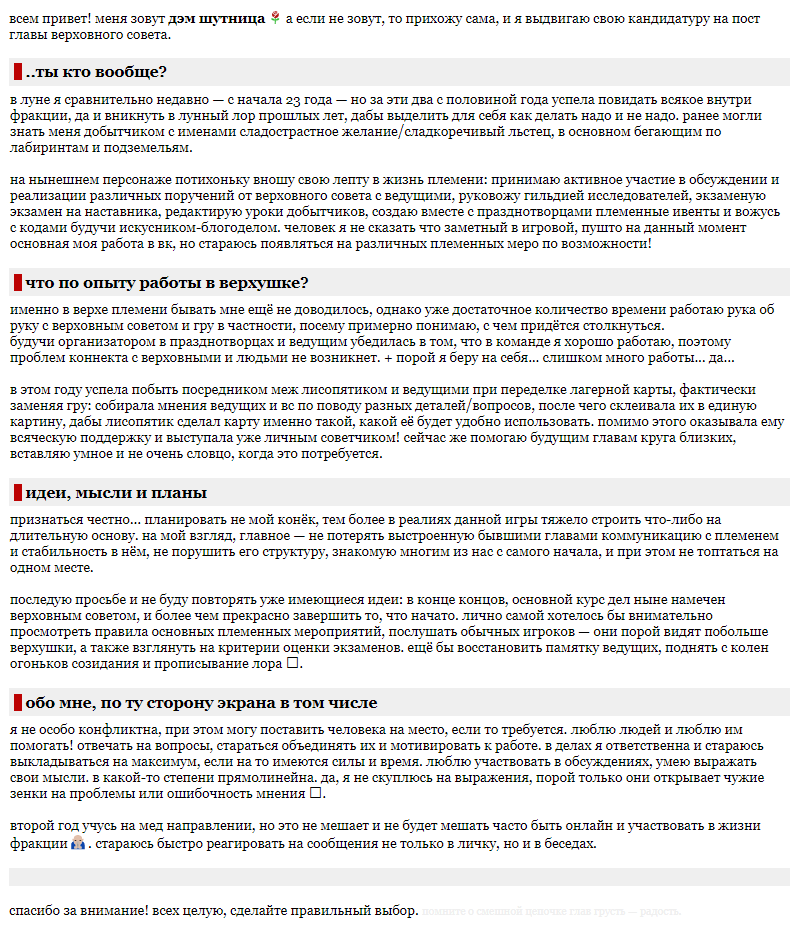 всем привет! меня зовут дэм шутница 🌹 а если не зовут, то прихожу сама, и я выдвигаю свою кандидатуру на пост
главы верховного совета.
..ты кто вообще?
в луне я сравнительно недавно — с начала 23 года — но за эти два с половиной года успела повидать всякое внутри
фракции, да и вникнуть в лунный лор прошлых лет, дабы выделить для себя как делать надо и не надо. ранее могли
знать меня добытчиком с именами сладострастное желание/сладкоречивый льстец, в основном бегающим по
лабиринтам и подземельям.
на нынешнем персонаже потихоньку вношу свою лепту в жизнь племени: принимаю активное участие в обсуждении и
реализации различных поручений от верховного совета с ведущими, руковожу гильдией исследователей, экзаменую
экзамен на наставника, редактирую уроки добытчиков, создаю вместе с празднотворцами племенные ивенты и вожусь
с кодами будучи искусником-блогоделом. человек я не сказать что заметный в игровой, пушто на данный момент
основная моя работа в вк, но стараюсь появляться на различных племенных меро по возможности!
что по опыту работы в верхушке?
именно в верхе племени бывать мне ещё не доводилось, однако уже достаточное количество времени работаю рука об
руку с верховным советом и гру в частности, посему примерно понимаю, с чем придётся столкнуться.
будучи организатором в празднотворцах и ведущим убедилась в том, что в команде я хорошо работаю, поэтому
проблем коннекта с верховными и людьми не возникнет. + порой я беру на себя... слишком много работы... да...
в этом году успела побыть посредником меж лисопятиком и ведущими при переделке лагерной карты, фактически
заменяя гру: собирала мнения ведущих и вс по поводу разных деталей/вопросов, после чего склеивала их в единую
картину, дабы лисопятик сделал карту именно такой, какой её будет удобно использовать. помимо этого оказывала ему
всяческую поддержку и выступала уже личным советчиком! сейчас же помогаю будущим главам круга близких,
вставляю умное и не очень словцо, когда это потребуется.
идеи, мысли и планы
признаться честно... планировать не мой конёк, тем более в реалиях данной игры тяжело строить что-либо на
длительную основу. на мой взгляд, главное — не потерять выстроенную бывшими главами коммуникацию с племенем
и стабильность в нём, не порушить его структуру, знакомую многим из нас с самого начала, и при этом не топтаться на
одном месте.
последую просьбе и не буду повторять уже имеющиеся идеи: в конце концов, основной курс дел ныне намечен
верховным советом, и более чем прекрасно завершить то, что начато. лично самой хотелось бы внимательно
просмотреть правила основных племенных мероприятий, послушать обычных игроков — они порой видят побольше
верхушки, а также взглянуть на критерии оценки экзаменов. ещё бы восстановить памятку ведущих, поднять с колен
огоньков созидания и прописывание лора □.
обо мне, по ту сторону экрана в том числе
я не особо конфликтна, при этом могу поставить человека на место, если то требуется. люблю людей и люблю им
помогать! отвечать на вопросы, стараться объединять их и мотивировать к работе. в делах я ответственна и стараюсь
выкладываться на максимум, если на то имеются силы и время. люблю участвовать в обсуждениях, умею выражать
свои мысли. в какой-то степени прямолинейна. да, я не скуплюсь на выражения, порой только они открывает чужие
зенки на проблемы или ошибочность мнения □.
второй год учусь на мед направлении, но это не мешает и не будет мешать часто быть онлайн и участвовать в жизни
фракции . стараюсь быстро реагировать на сообщения не только в личку, но и в беседах.
спасибо за внимание! всех целую, сделайте правильный выбор. помните о смешной цепочке глав грусть — радость.